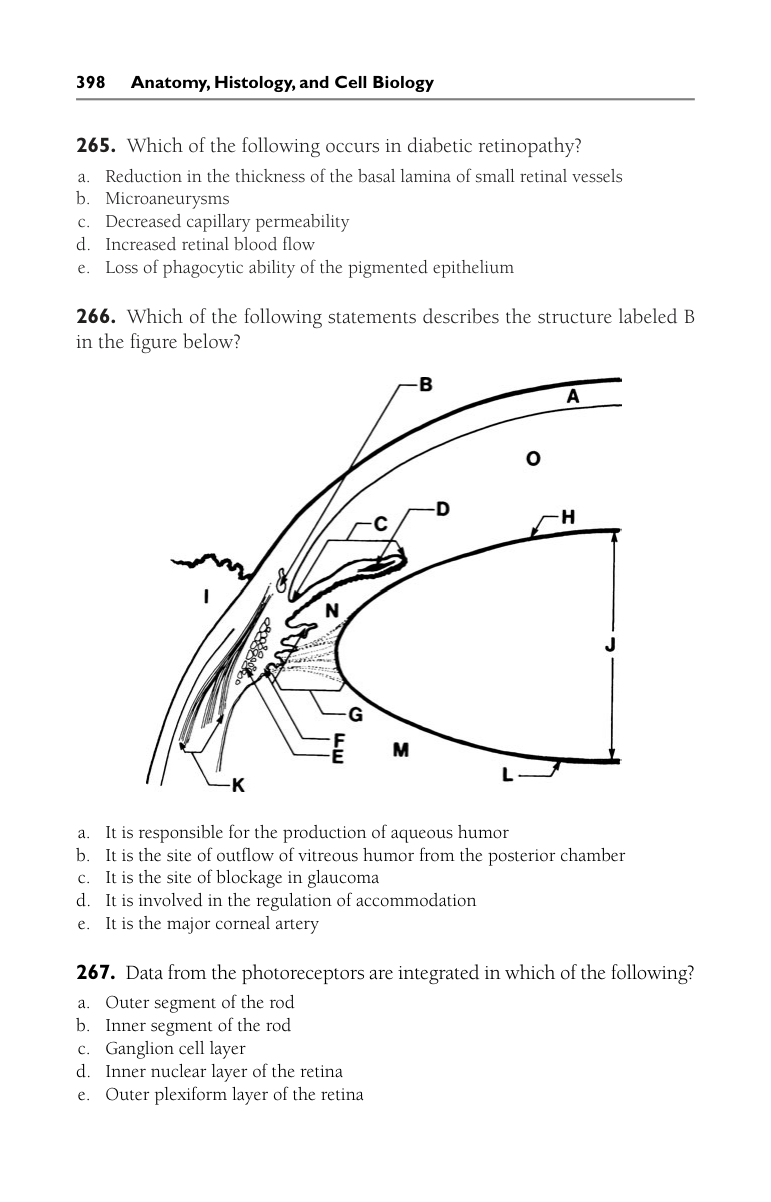 398 Anatomy, Histology, and Cell Biology
265. Which of the following occurs in diabetic retinopathy?
a. Reduction in the thickness of the basal lamina of small retinal vessels
b. Microaneurysms
c. Decreased capillary permeability
d. Increased retinal blood flow
e. Loss of phagocytic ability of the pigmented epithelium
266. Which of the following statements describes the structure labeled B
in the figure below?
B
A
O
D
H
C
I
N
J
G
F
E
M
L
K
a. It is responsible for the production of aqueous humor
b. It is the site of outflow of vitreous humor from the posterior chamber
c. It is the site of blockage in glaucoma
d. It is involved in the regulation of accommodation
e. It is the major corneal artery
267. Data from the photoreceptors are integrated in which of the following?
a. Outer segment of the rod
b. Inner segment of the rod
c. Ganglion cell layer
d. Inner nuclear layer of the retina
e. Outer plexiform layer of the retina